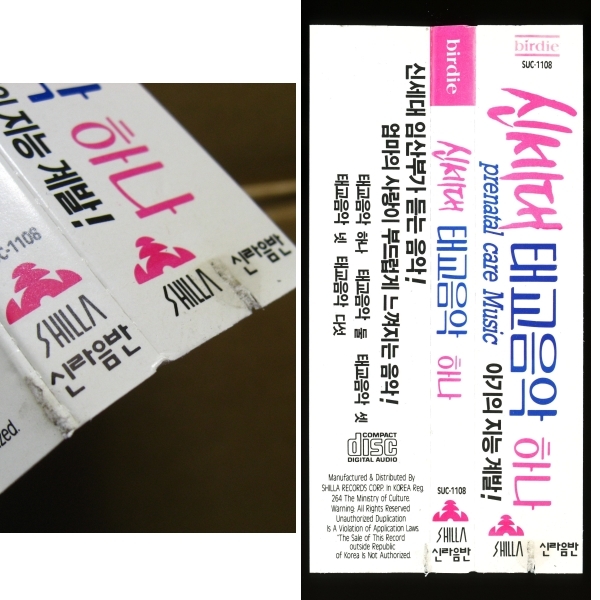 하나
의 지능 계발!
C-1108
SHILLA
신라음반
SHILLA
신라음반
zed.
신세대 임산부가 듣는 음악!
엄마의 사랑이 부드럽게 느껴지는 음악!
태교음악 하나 태교음악 둘 태교음악 셋
태교음악 넷 태교음악 다섯
COMPACT
disc
DIGITAL AUDIO
Manufactured & Distributed By
SHILLA RECORDS CORP. in KOREA Reg.
264 The Ministry of Culture.
Warning: All Rights Reserved
Unauthorized Duplication
Is A Violation of Application Laws
"The Sale of This Record
outside Republic
of Korea Is Not Authorized.
birdie
신세대 태교음악 하나
SUC-1108
SHILLA
신라음반
birdie
SUC-1108
신세대 태교음악 하나
prenatal care Music
아기의 지능 계발!
SHILLA
신라음반